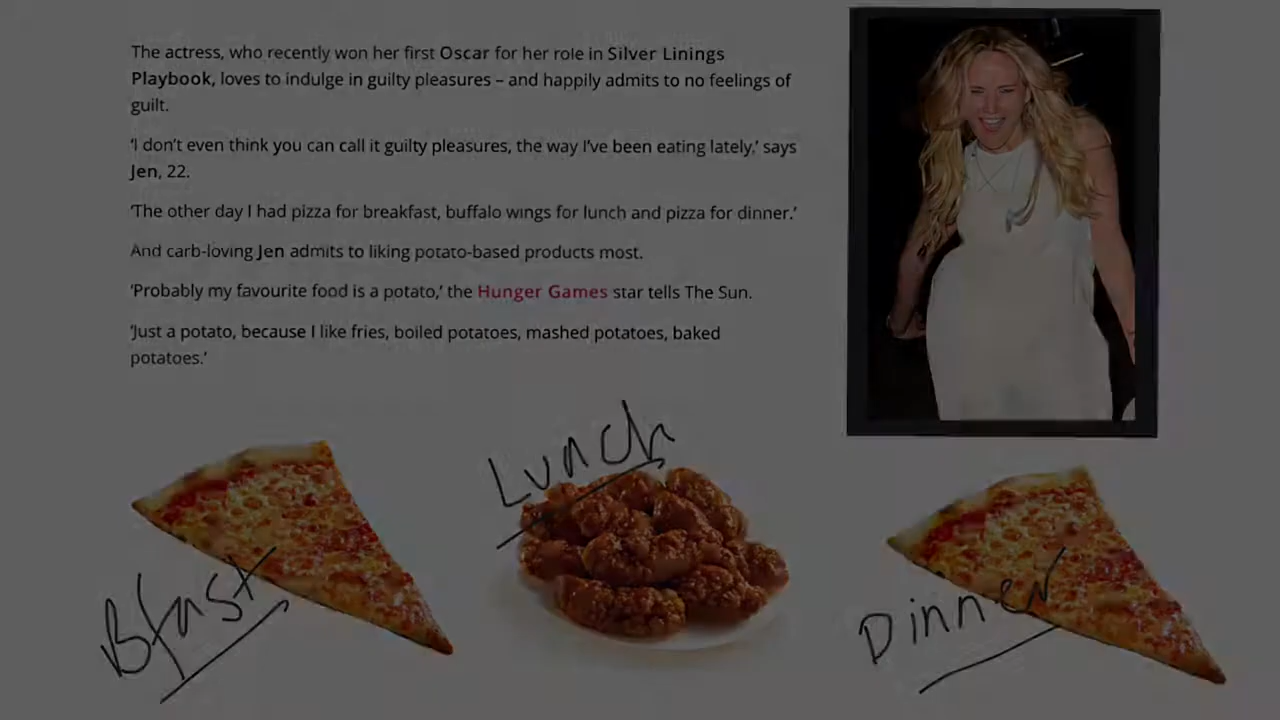 The actress, who recently won her first Oscar for her role in Silver Linings
Playbook, loves to indulge in guilty pleasures – and happily admits to no feelings of
guilt.
‘I don’t even think you can call it guilty pleasures, the way I’ve been eating lately,’ says
Jen, 22.
‘The other day I had pizza for breakfast, buffalo wings for lunch and pizza for dinner.’
And carb-loving Jen admits to liking potato-based products most.
‘Probably my favourite food is a potato,’ the Hunger Games star tells The Sun.
‘Just a potato, because I like fries, boiled potatoes, mashed potatoes, baked
potatoes.’
Bfast
Lunch
Dinner